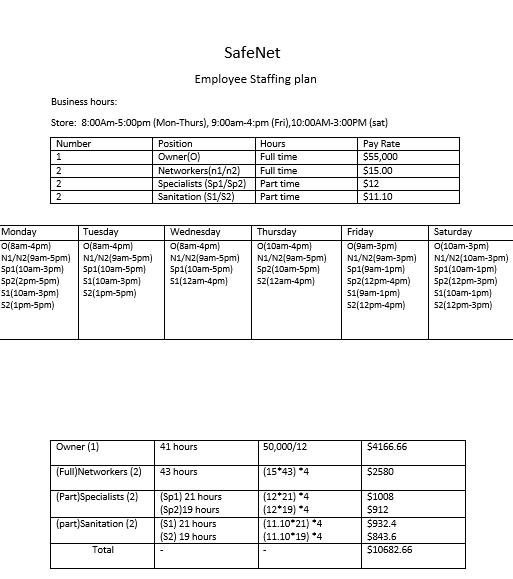 SafeNet
Employee Staffing plan
Business hours:
Store: 8:00Am-5:00pm (Mon-Thurs), 9:00am-4:pm (Fri),10:00AM-3:00PM (sat)
Number Position Hours Pay Rate
1 Owner(O) Full time $55,000
2 Networkers(n1/n2) Full time $15.00
2 Specialists (Sp1/Sp2) Part time $12
2 Sanitation (S1/S2) Part time $11.10
Monday Tuesday Wednesday Thursday Friday Saturday
O(8am-4pm) O(8am-4pm) O(8am-4pm) O(10am-4pm) O(9am-3pm) O(10am-3pm)
N1/N2(9am-5pm) N1/N2(9am-5pm) N1/N2(9am-5pm) N1/N2(9am-5pm) N1/N2(9am-3pm) N1/N2(10am-3pm)
Sp1(10am-3pm) Sp1(10am-5pm) Sp1(10am-5pm) Sp2(10am-5pm) Sp1(9am-1pm) Sp1(10am-1pm)
Sp2(2pm-5pm) S1(10am-3pm) S1(12am-4pm) S2(12am-4pm) Sp2(12pm-4pm) Sp2(12pm-3pm)
S1(10am-3pm) S2(1pm-5pm) S1(9am-1pm) S1(10am-1pm)
S2(1pm-5pm) S2(12pm-4pm) S2(12pm-3pm)
Owner (1) 41 hours 50,000/12 $4166.66
(Full)Networkers (2) 43 hours (15*43) *4 $2580
(Part)Specialists (2) (Sp1) 21 hours (12*21) *4 $1008
(Sp2)19 hours (12*19) *4 $912
(part)Sanitation (2) (S1) 21 hours (11.10*21) *4 $932.4
(S2) 19 hours (11.10*19) *4 $843.6
Total - - $10682.66